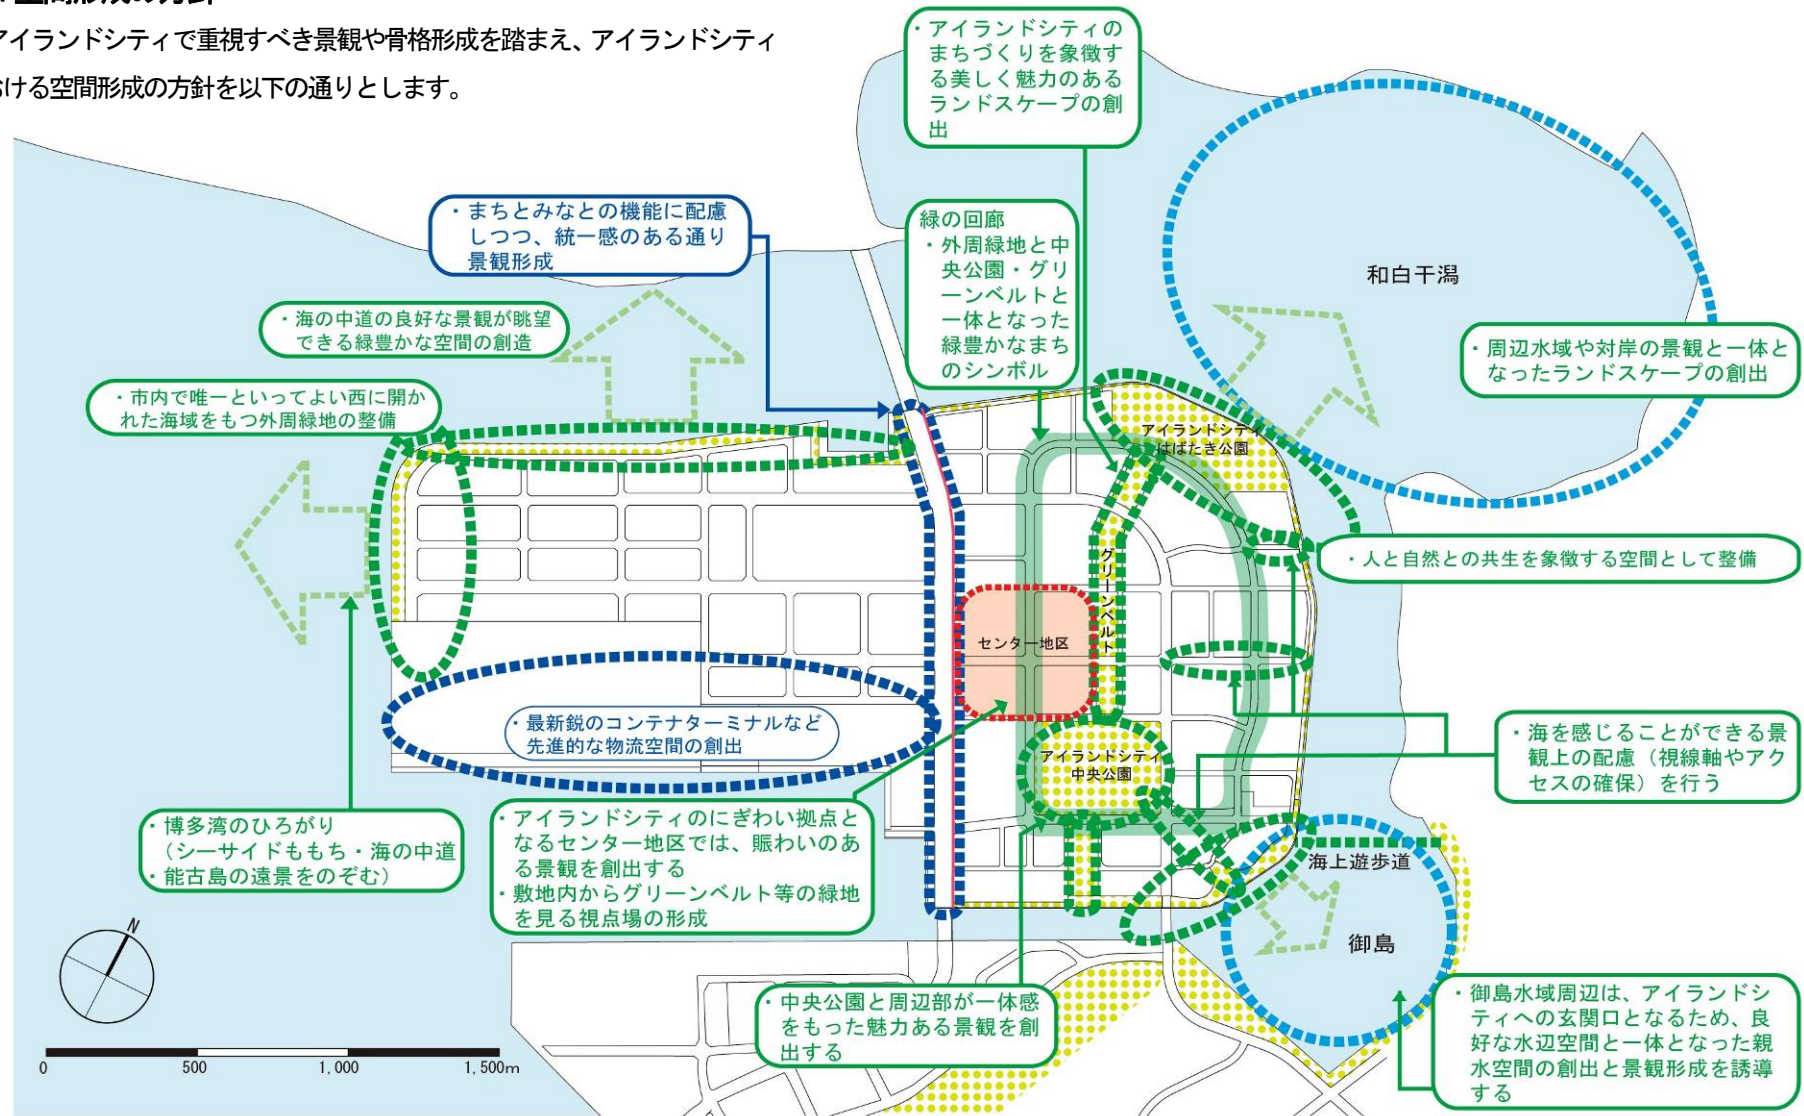 空間形成の方針
アイランドシティで重視すべき景観や骨格形成を踏まえ、アイランドシティ
おける空間形成の方針を以下の通りとします。
・アイランドシティの
まちづくりを象徴す
る美しく魅力のある
ランドスケープの創
出
・まちとみなとの機能に配慮
しつつ、統一感のある通り
景観形成
緑の回廊
・外周緑地と中
央公園・グリ
ーンベルトと
一体となった
緑豊かなまち
のシンボル
和白干潟
・海の中道の良好な景観が眺望
できる緑豊かな空間の創造
・周辺水域や対岸の景観と一体と
なったランドスケープの創出
・市内で唯一といってよい西に開か
れた海域をもつ外周緑地の整備
アイランドシティ
はばたき公園
・人と自然との共生を象徴する空間として整備
グリーンベルト
センター地区
・最新鋭のコンテナターミナルなど
先進的な物流空間の創出
アイランドシティ
中央公園
・海を感じることができる景
観上の配慮（視線軸やアク
セスの確保）を行う
・博多湾のひろがり
（シーサイドももち・海の中道
・能古島の遠景をのぞむ）
・アイランドシティのにぎわい拠点と
なるセンター地区では、賑わいのあ
る景観を創出する
・敷地内からグリーンベルト等の緑地
を見る視点場の形成
海上遊歩道
御島
・中央公園と周辺部が一体感
をもった魅力ある景観を創
出する
・御島水域周辺は、アイランドシ
ティへの玄関口となるため、良
好な水辺空間と一体となった親
水空間の創出と景観形成を誘導
する
N
0 500 1,000 1,500m